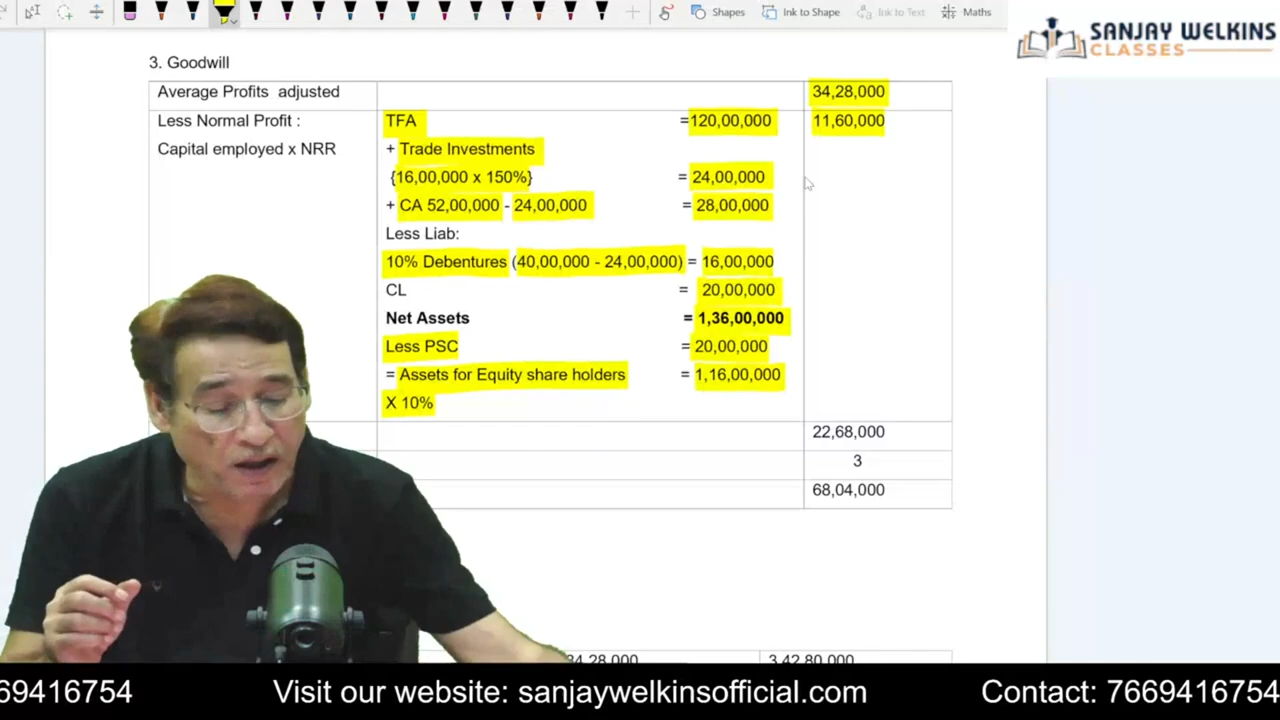 Shapes Ink to Shape Ink to Text Maths
SANJAY WELKINS
CLASSES
3. Goodwill
Average Profits adjusted 34,28,000
Less Normal Profit : TFA =120,00,000 11,60,000
Capital employed x NRR + Trade Investments
{16,00,000 x 150%} = 24,00,000
+ CA 52,00,000 - 24,00,000 = 28,00,000
Less Liab:
10% Debentures (40,00,000 - 24,00,000) = 16,00,000
CL = 20,00,000
Net Assets = 1,36,00,000
Less PSC =20,00,000
= Assets for Equity share holders = 1,16,00,000
X 10%
22,68,000
3
68,04,000
34,28,000 3,42,80,000
69416754 Visit our website: sanjaywelkinsofficial.com Contact: 7669416754